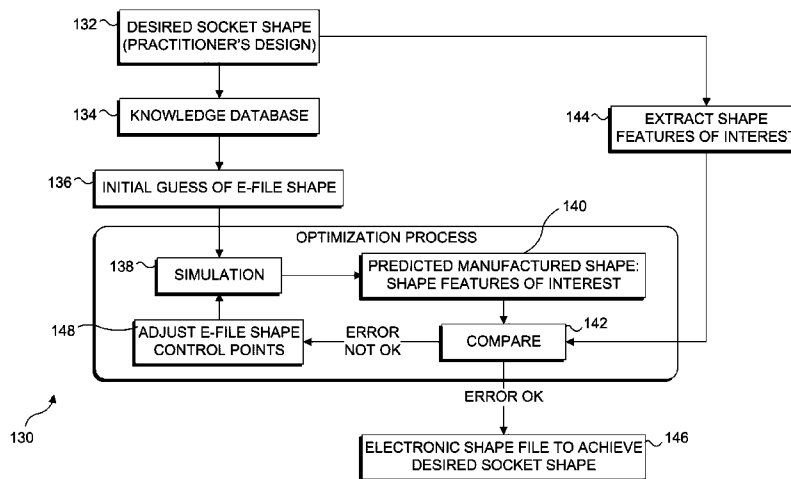 132
DESIRED SOCKET SHAPE
(PRACTITIONER'S DESIGN)
134
KNOWLEDGE DATABASE
144
EXTRACT SHAPE
FEATURES OF INTEREST
136
INITIAL GUESS OF E-FILE SHAPE
140
OPTIMIZATION PROCESS
138
SIMULATION
PREDICTED MANUFACTURED SHAPE:
SHAPE FEATURES OF INTEREST
148
ADJUST E-FILE SHAPE
CONTROL POINTS
ERROR
NOT OK
142
COMPARE
ERROR OK
130
146
ELECTRONIC SHAPE FILE TO ACHIEVE
DESIRED SOCKET SHAPE